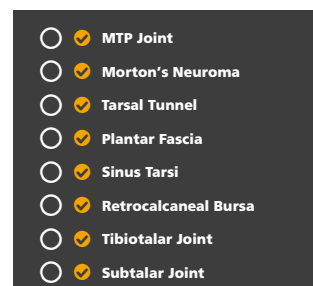 MTP Joint
Morton's Neuroma
Tarsal Tunnel
Plantar Fascia
Sinus Tarsi
Retrocalcaneal Bursa
Tibiotalar Joint
Subtalar Joint